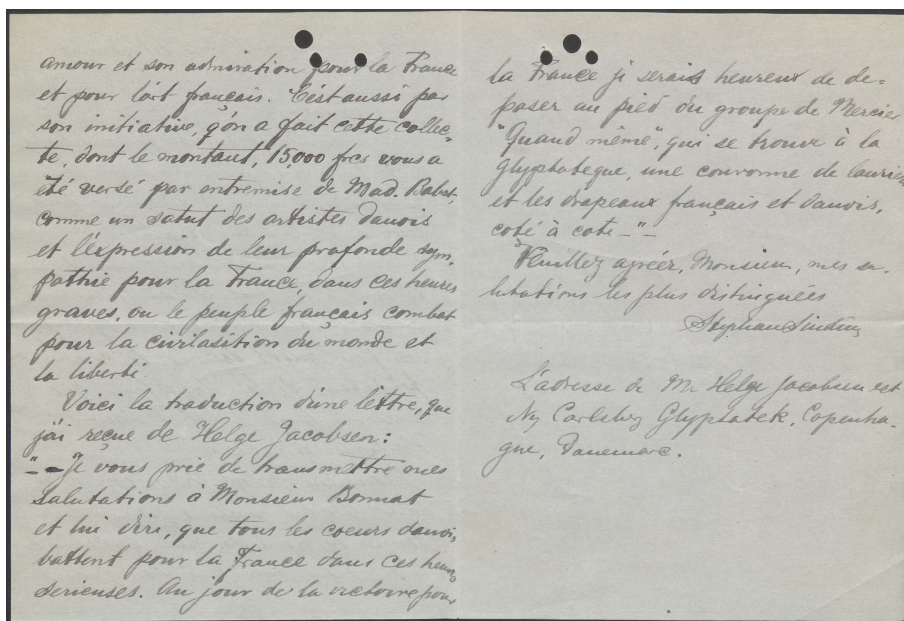 amour et son admiration pour la France
et pour l'art français. C'est aussi par
son initiative, q'on a fait cette collec-
te, dont le montant, 15,000 frcs vous a
été versé par entremise de Mad. Rabst,
comme un salut des artistes danois
et l'expression de leur profonde sym-
pathie pour la France, dans ces heures
graves, ou le peuple français combat
pour la civilasition du monde et
la liberté.
Voici la traduction d'une lettre, que
j'ai reçue de Helge Jacobsen:
"— Je vous prie de transmettre mes
salutations à Monsieur Bonnat
et lui dire, que tous les coeurs danois,
battent pour la France dans ces heures
serieuses. Au jour de la victoire pour
la France je serais heureux de de-
poser au pied du groupe de Mercier
"Quand même", qui se trouve à la
Glyptoteque, une couronne de lauriers
et les drapeaux français et danois,
coté à cote —"—
Veuillez agréer, Monsieur, mes sa-
lutations les plus distinguées
Stephan Sinding
L'adresse de Mr Helge Jacobsen est
Ny Carlsberg Glyptotek, Copenha-
gue, Danemarc.